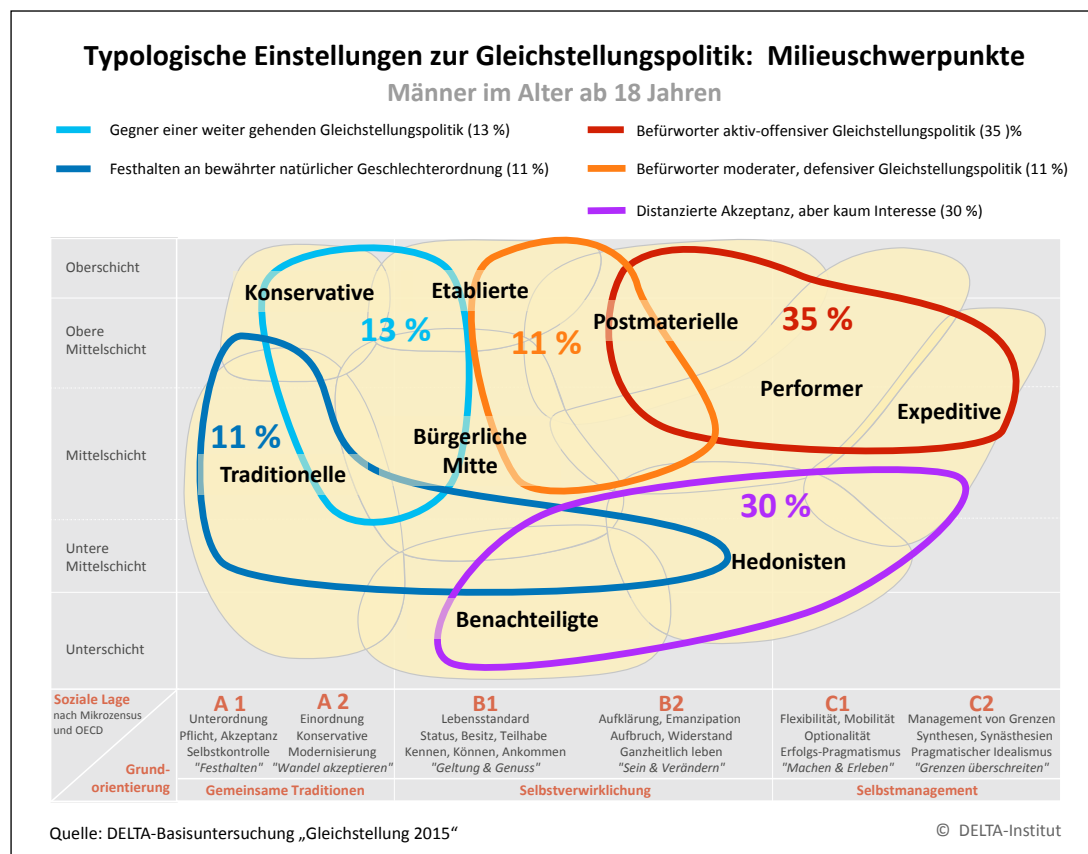 Typologische Einstellungen zur Gleichstellungspolitik: Milieuschwerpunkte
Männer im Alter ab 18 Jahren
Gegner einer weiter gehenden Gleichstellungspolitik (13 %)
Befürworter aktiv-offensiver Gleichstellungspolitik (35 )%
Festhalten an bewährter natürlicher Geschlechterordnung (11 %)
Befürworter moderater, defensiver Gleichstellungspolitik (11 %)
Distanzierte Akzeptanz, aber kaum Interesse (30 %)
Oberschicht
Obere
Mittelschicht
Mittelschicht
Untere
Mittelschicht
Unterschicht
Konservative
Etablierte
Postmaterielle
35 %
13 %
11 %
Performer
Expeditive
11 %
Traditionelle
Bürgerliche
Mitte
30 %
Hedonisten
Benachteiligte
Soziale Lage
nach Mikrozensus
und OECD
Grund-
orientierung
A 1
Unterordnung
Pflicht, Akzeptanz
Selbstkontrolle
"Festhalten"
A 2
Einordnung
Konservative
Modernisierung
"Wandel akzeptieren"
B1
Lebensstandard
Status, Besitz, Teilhabe
Kennen, Können, Ankommen
"Geltung & Genuss"
B2
Aufklärung, Emanzipation
Aufbruch, Widerstand
Ganzheitlich leben
"Sein & Verändern"
C1
Flexibilität, Mobilität
Optionalität
Erfolgs-Pragmatismus
"Machen & Erleben"
C2
Management von Grenzen
Synthesen, Synästhesien
Pragmatischer Idealismus
"Grenzen überschreiten"
Gemeinsame Traditionen
Selbstverwirklichung
Selbstmanagement
Quelle: DELTA-Basisuntersuchung „Gleichstellung 2015“
© DELTA-Institut